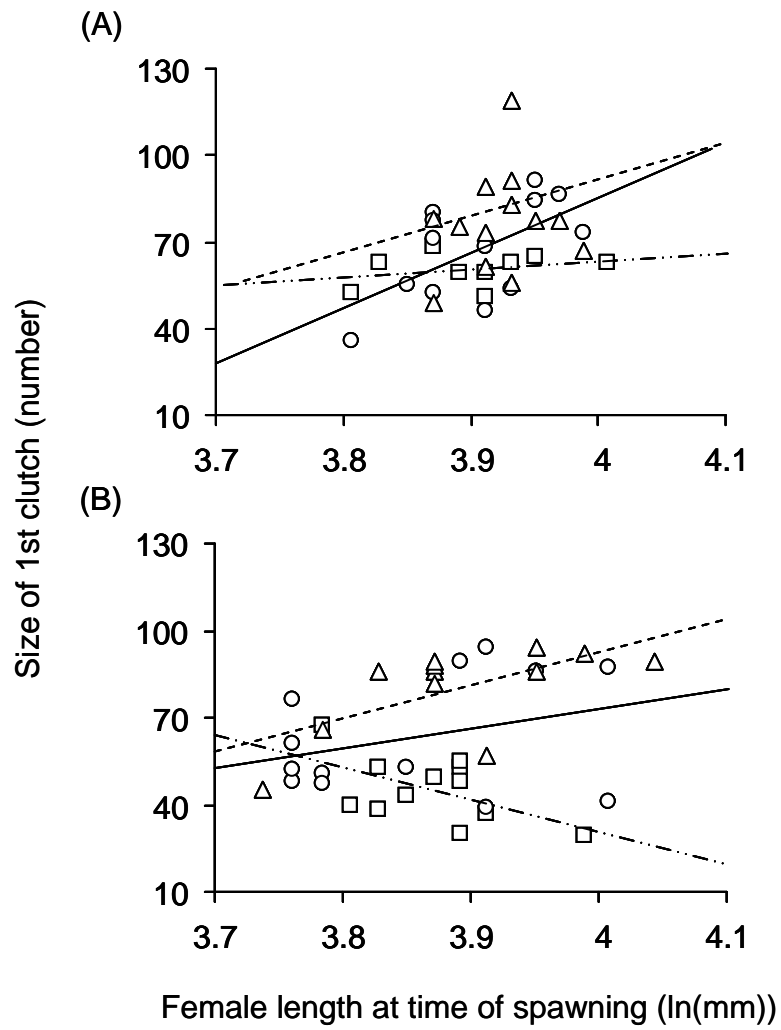 (A)
130
100
70
40
10
3.7 3.8 3.9 4 4.1
Size of 1st clutch (number)
(B)
130
100
70
40
10
3.7 3.8 3.9 4 4.1
Female length at time of spawning (ln(mm))